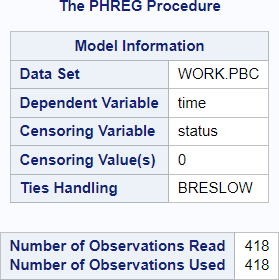 The PHREG Procedure
Model Information
Data Set WORK.PBC
Dependent Variable time
Censoring Variable status
Censoring Value(s) 0
Ties Handling BRESLOW
Number of Observations Read 418
Number of Observations Used 418